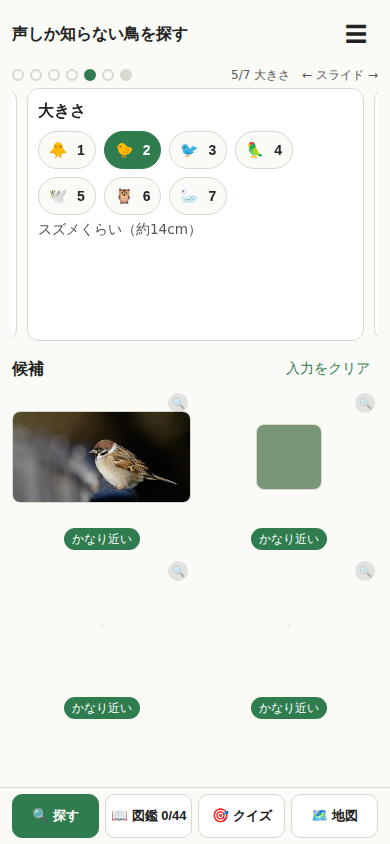 声しか知らない鳥を探す
5/7 大きさ ← スライド →
大きさ
1 2 3 4
5 6 7
スズメくらい（約14cm）
候補 入力をクリア
かなり近い かなり近い
かなり近い かなり近い
探す 図鑑 0/44 クイズ 地図